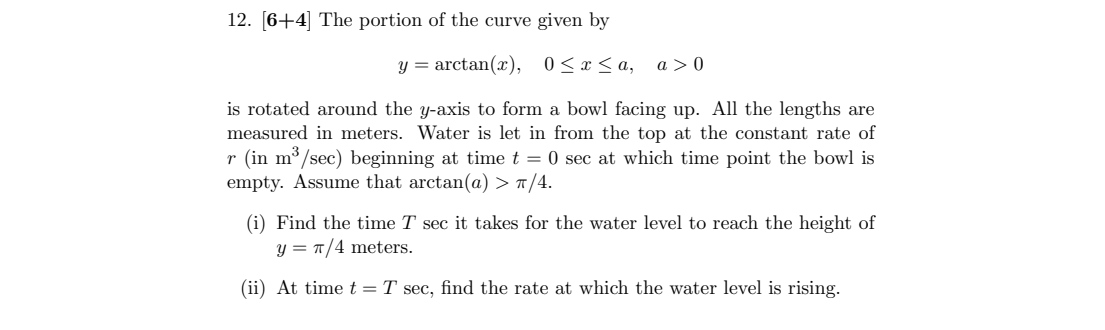 12. [6+4] The portion of the curve given by
y = arctan(x), 0 ≤ x ≤ a, a > 0
is rotated around the y-axis to form a bowl facing up. All the lengths are
measured in meters. Water is let in from the top at the constant rate of
r (in m³/sec) beginning at time t = 0 sec at which time point the bowl is
empty. Assume that arctan(a) > π/4.
(i) Find the time T sec it takes for the water level to reach the height of
y = π/4 meters.
(ii) At time t = T sec, find the rate at which the water level is rising.